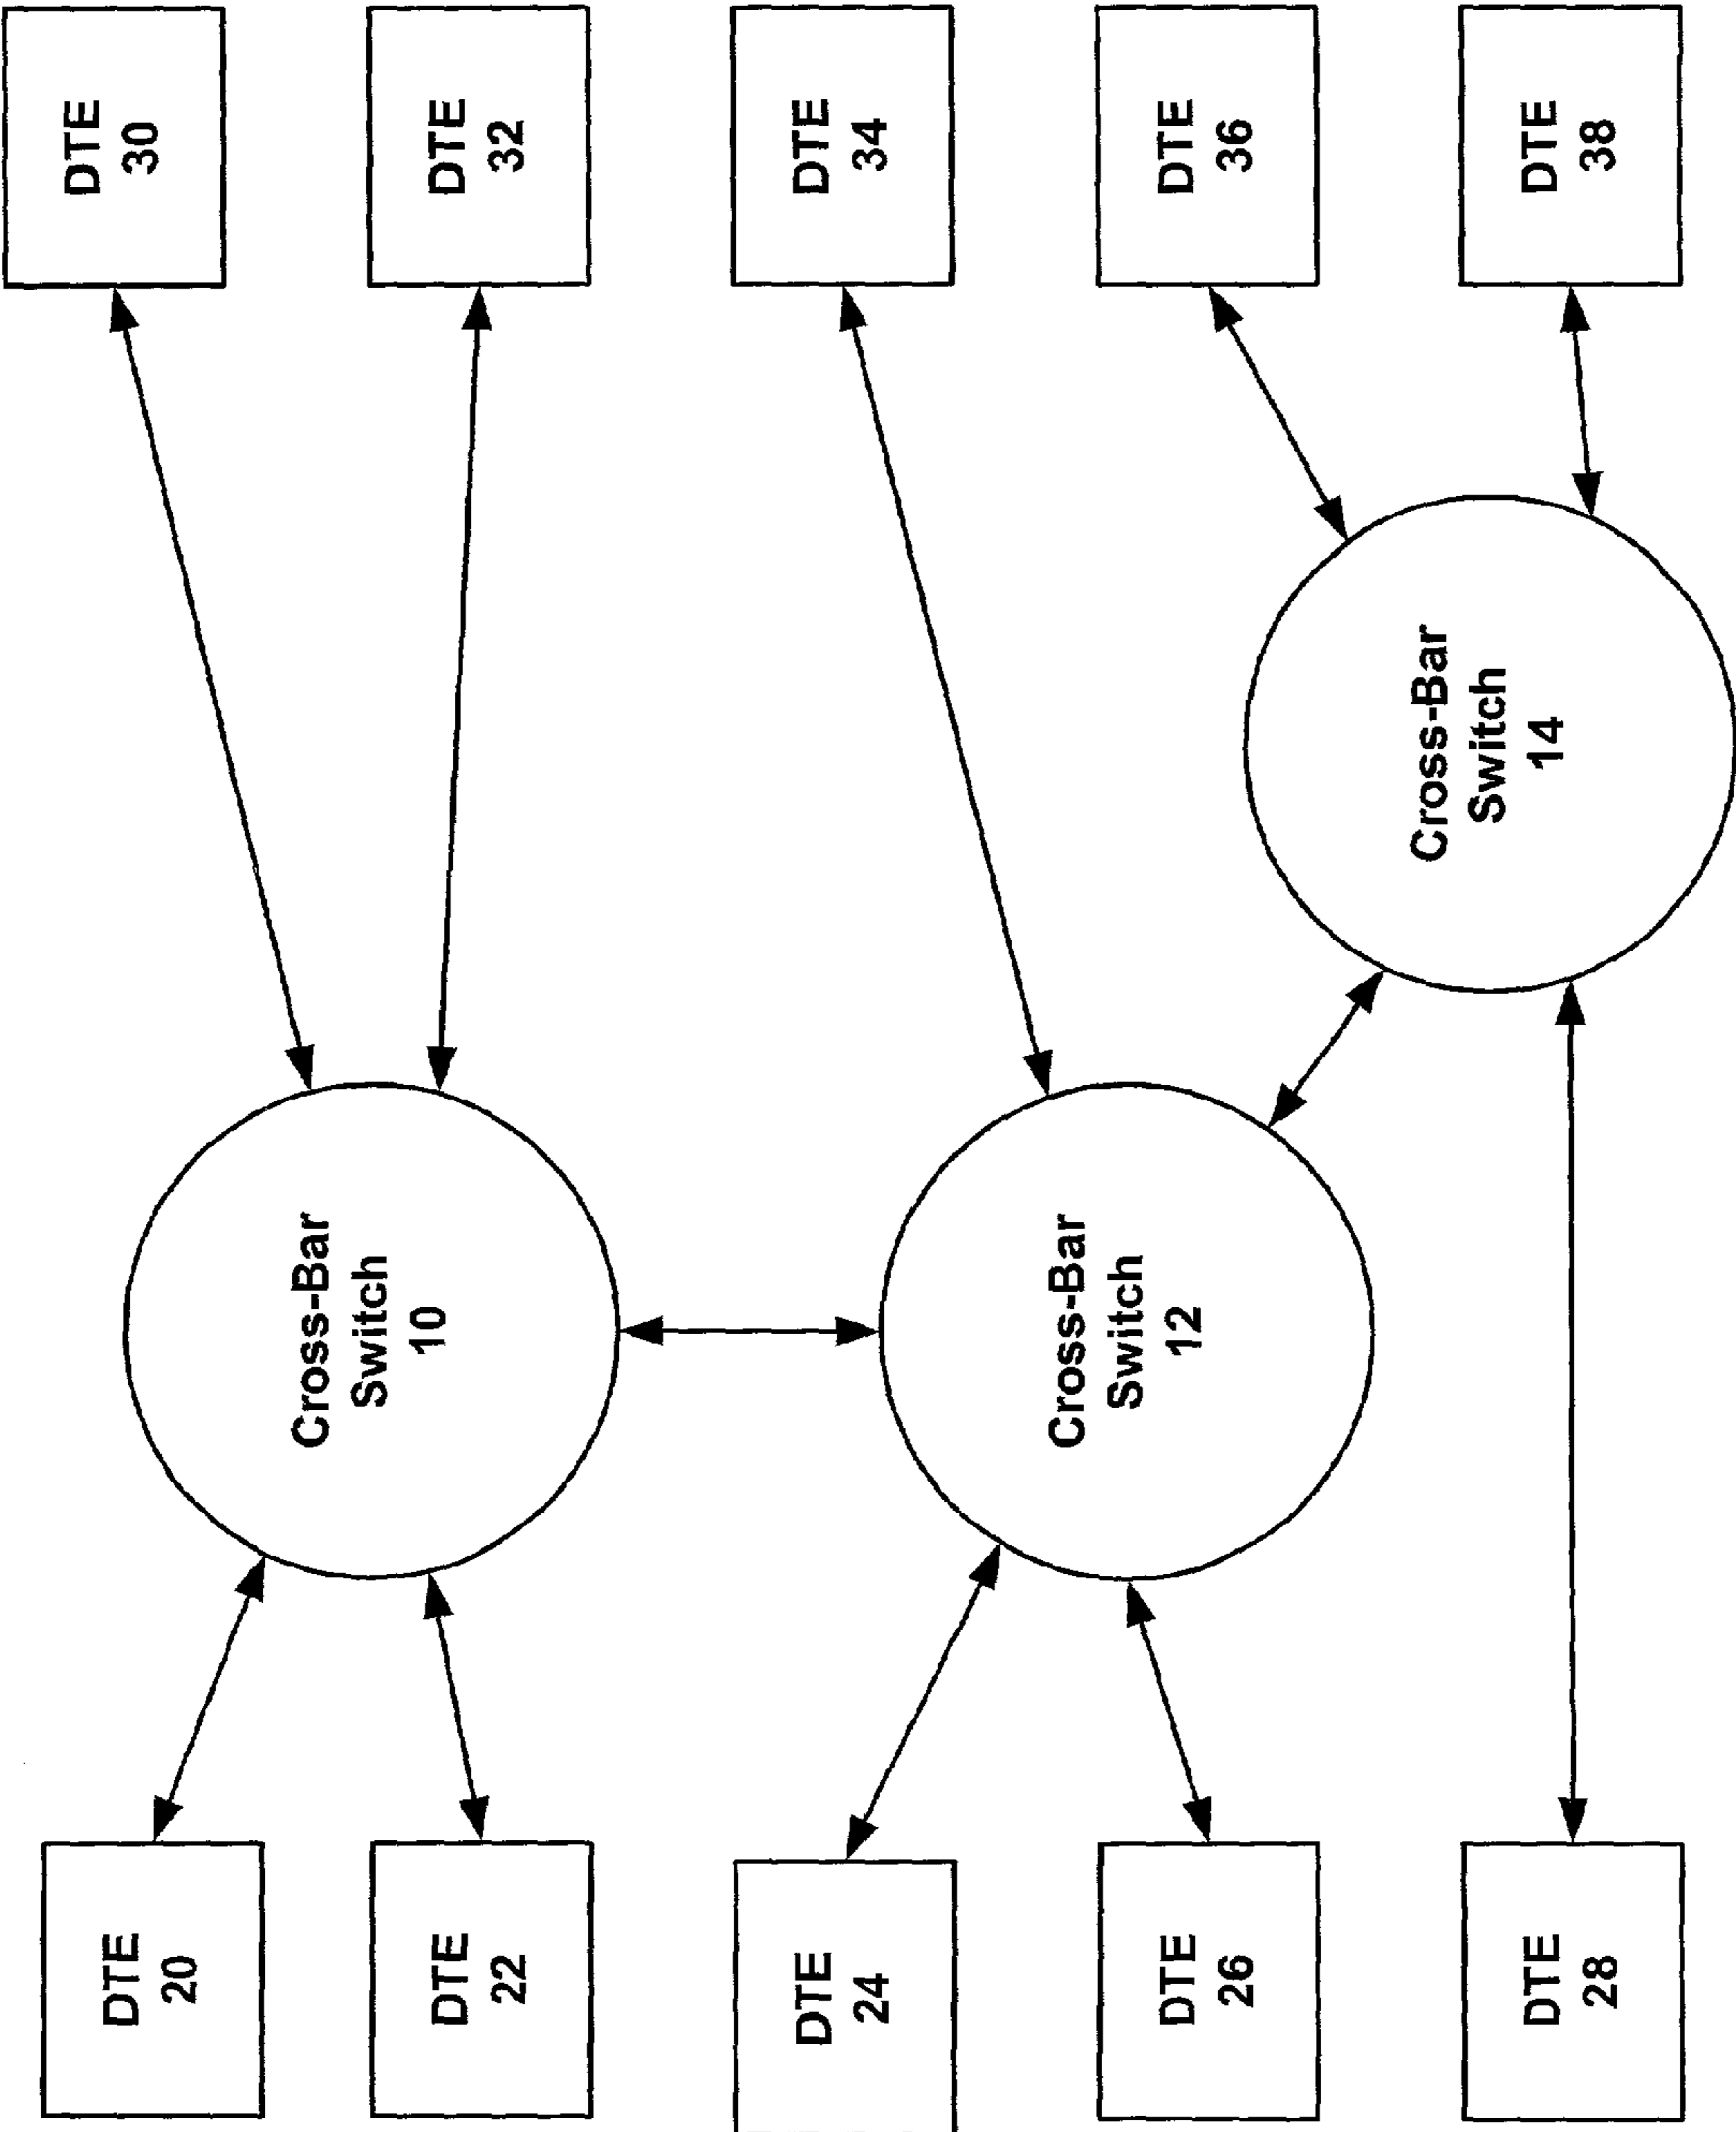 DTE
20
DTE
22
DTE
24
DTE
26
DTE
28
Cross-Bar
Switch
10
Cross-Bar
Switch
12
Cross-Bar
Switch
14
DTE
30
DTE
32
DTE
34
DTE
36
DTE
38